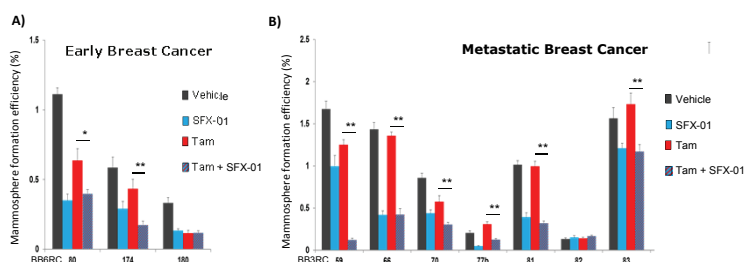 A)
Early Breast Cancer
Mammosphere formation efficiency (%)
1.5
1
0.5
0
Vehicle
SFX-01
Tam
Tam + SFX-01
*
**
BB6RC 80 174 180
B)
Metastatic Breast Cancer
Mammosphere formation efficiency (%)
2.5
2
1.5
1
0.5
0
Vehicle
SFX-01
Tam
Tam + SFX-01
**
**
**
**
**
**
BB3RC 59 66 70 77b 81 82 83